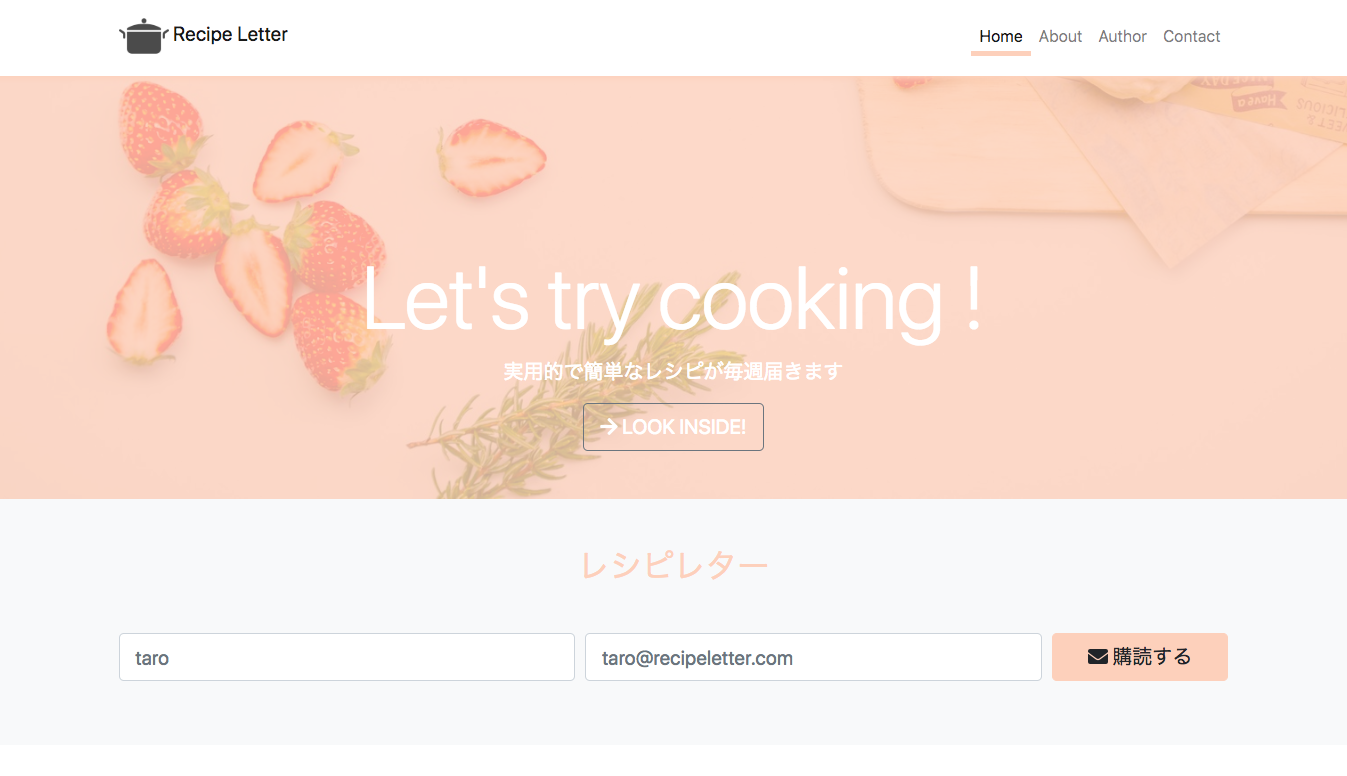 Recipe Letter
Home About Author Contact
Have a
Let's try cooking !
実用的で簡単なレシピが毎週届きます
LOOK INSIDE!
レシピレター
taro
taro@recipeletter.com
購読する